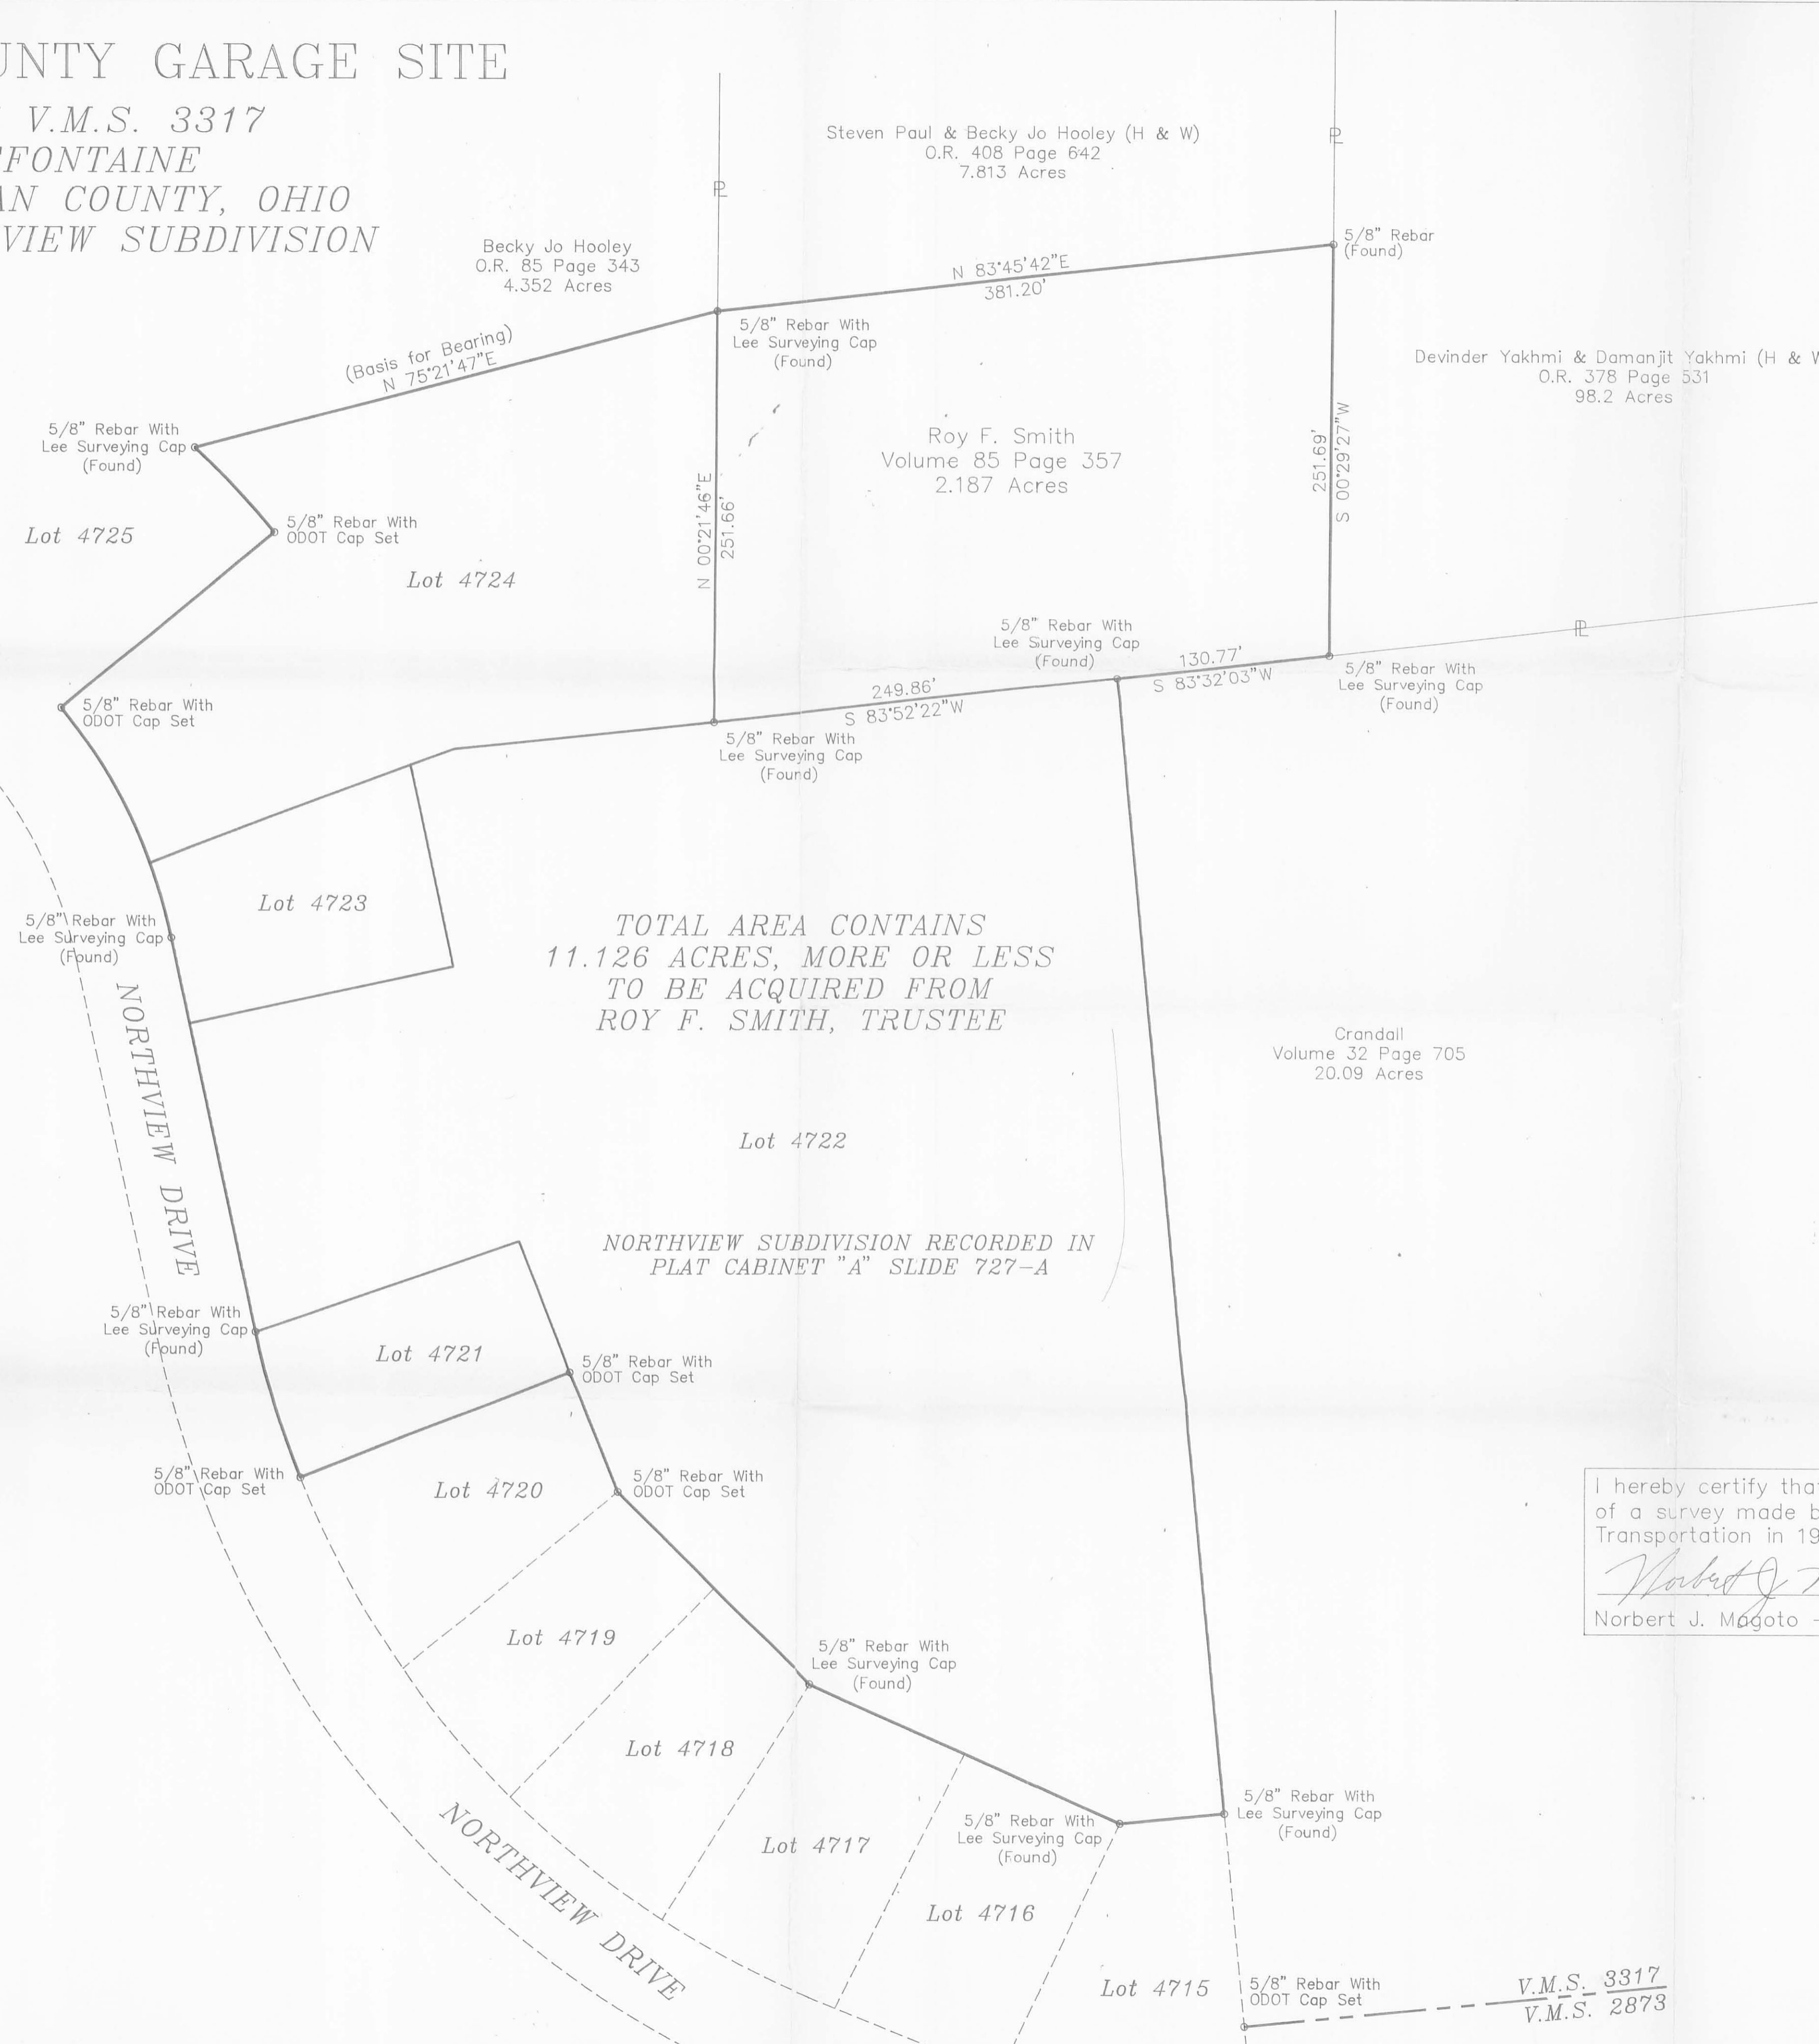 UNTY GARAGE SITE
V.M.S. 3317
FONTAINE
AN COUNTY, OHIO
VIEW SUBDIVISION
Steven Paul & Becky Jo Hooley (H & W)
O.R. 408 Page 642
7.813 Acres
PL
PL
Becky Jo Hooley
O.R. 85 Page 343
4.352 Acres
5/8" Rebar
(Found)
N 83°45'42"E
381.20'
5/8" Rebar With
Lee Surveying Cap
(Found)
(Basis for Bearing)
N 75°21'47"E
Devinder Yakhmi & Damanjit Yakhmi (H & W
O.R. 378 Page 531
98.2 Acres
5/8" Rebar With
Lee Surveying Cap
(Found)
Roy F. Smith
Volume 85 Page 357
2.187 Acres
251.69'
S 00°29'27"W
N 00°21'46"E
251.66'
Lot 4725
5/8" Rebar With
ODOT Cap Set
Lot 4724
5/8" Rebar With
Lee Surveying Cap
(Found)
PL
130.77'
S 83°32'03"W
5/8" Rebar With
Lee Surveying Cap
(Found)
249.86'
S 83°52'22"W
5/8" Rebar With
ODOT Cap Set
5/8" Rebar With
Lee Surveying Cap
(Found)
Lot 4723
5/8" Rebar With
Lee Surveying Cap
(Found)
TOTAL AREA CONTAINS
11.126 ACRES, MORE OR LESS
TO BE ACQUIRED FROM
ROY F. SMITH, TRUSTEE
NORTHVIEW DRIVE
Crandall
Volume 32 Page 705
20.09 Acres
Lot 4722
NORTHVIEW SUBDIVISION RECORDED IN
PLAT CABINET "A" SLIDE 727-A
5/8" Rebar With
Lee Surveying Cap
(Found)
Lot 4721
5/8" Rebar With
ODOT Cap Set
5/8" Rebar With
ODOT Cap Set
Lot 4720
5/8" Rebar With
ODOT Cap Set
I hereby certify tha
of a survey made b
Transportation in 19
Norbert J.
Norbert J. Magoto -
Lot 4719
5/8" Rebar With
Lee Surveying Cap
(Found)
Lot 4718
5/8" Rebar With
Lee Surveying Cap
(Found)
5/8" Rebar With
Lee Surveying Cap
(Found)
Lot 4717
NORTHVIEW DRIVE
Lot 4716
Lot 4715
5/8" Rebar With
ODOT Cap Set
V.M.S. 3317
V.M.S. 2873